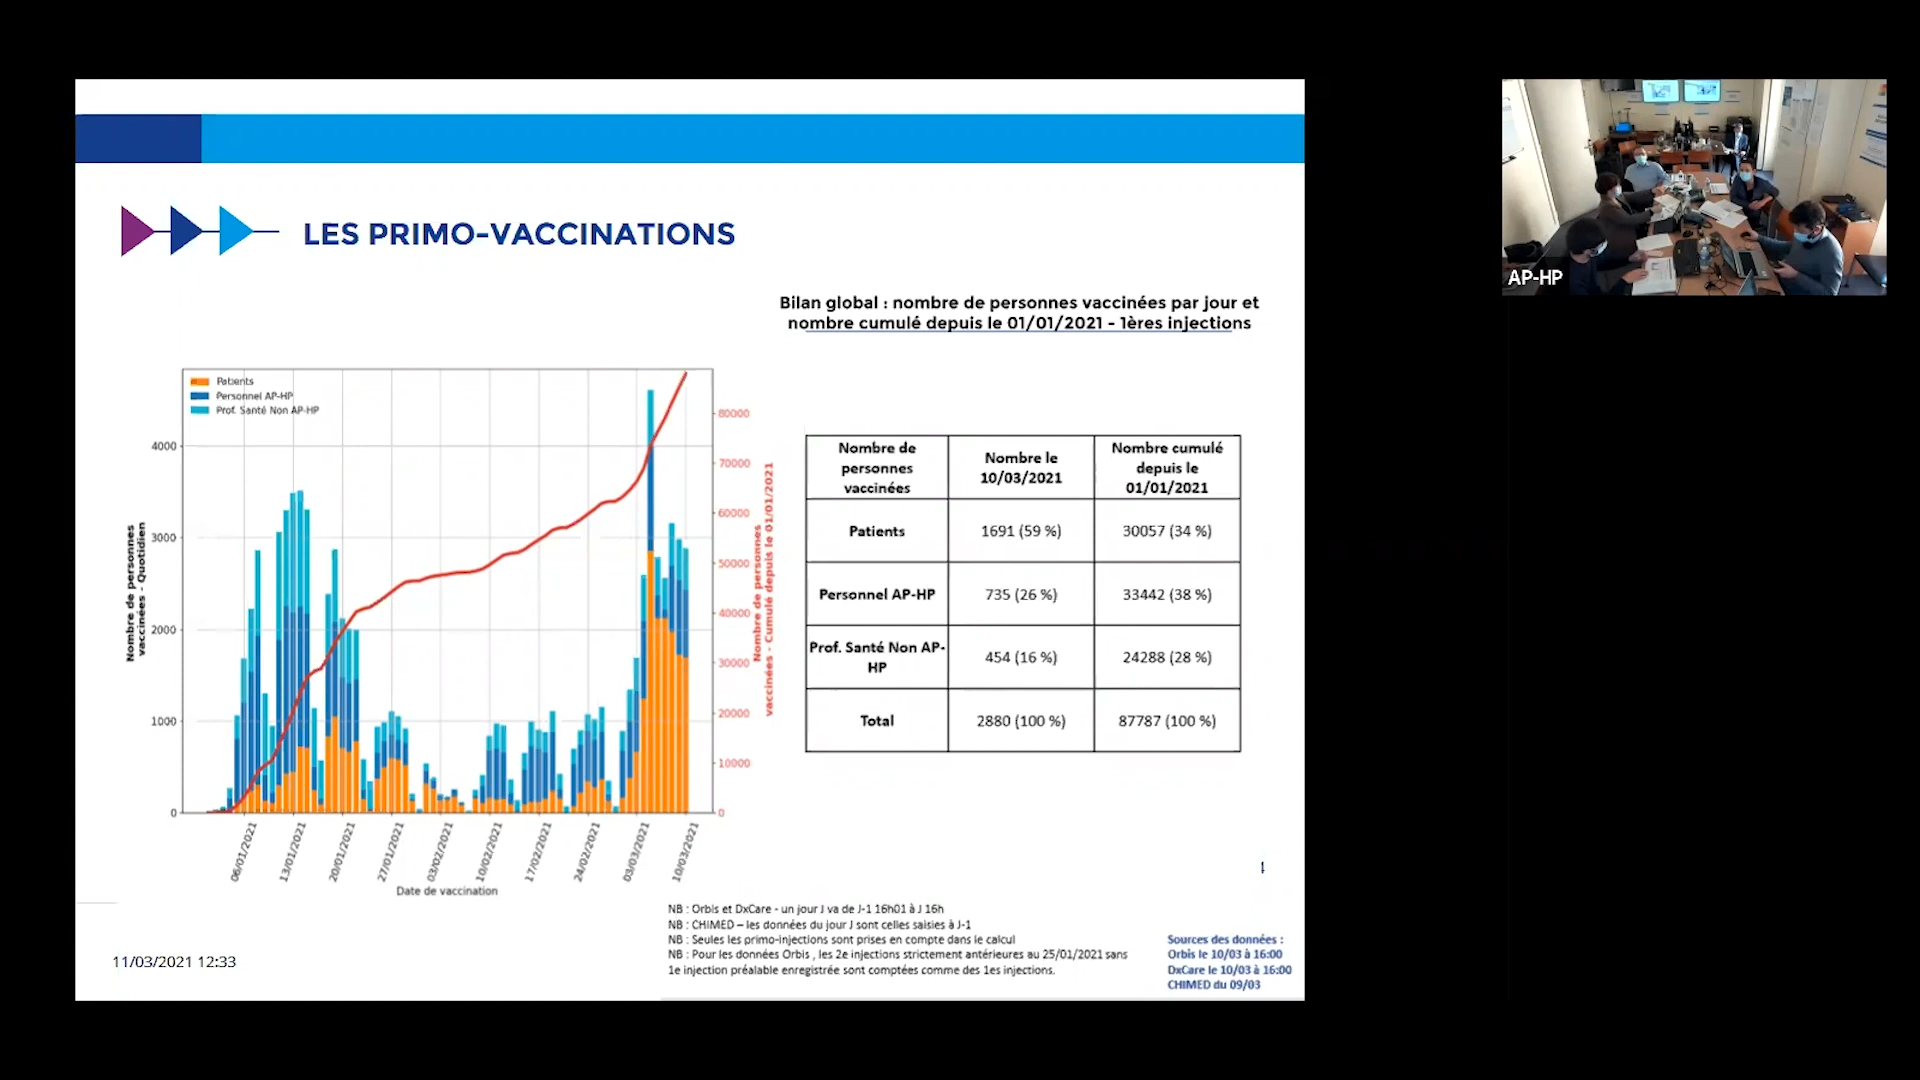 LES PRIMO-VACCINATIONS
Bilan global : nombre de personnes vaccinées par jour et
nombre cumulé depuis le 01/01/2021 - 1ères injections
Patients
Personnel AP-HP
Prof. Santé Non AP-HP
4000
3000
2000
1000
0
Nombre de personnes
vaccinées - Quotidien
80000
70000
60000
50000
40000
30000
20000
10000
0
Nombre de personnes
vaccinées - Cumulé depuis le 01/01/2021
06/01/2021
13/01/2021
20/01/2021
27/01/2021
03/02/2021
10/02/2021
17/02/2021
24/02/2021
03/03/2021
10/03/2021
Date de vaccination
Nombre de personnes vaccinées | Nombre le 10/03/2021 | Nombre cumulé depuis le 01/01/2021
Patients | 1691 (59 %) | 30057 (34 %)
Personnel AP-HP | 735 (26 %) | 33442 (38 %)
Prof. Santé Non AP-HP | 454 (16 %) | 24288 (28 %)
Total | 2880 (100 %) | 87787 (100 %)
NB : Orbis et DxCare - un jour J va de J-1 16h01 à J 16h
NB : CHIMED – les données du jour J sont celles saisies à J-1
NB : Seules les primo-injections sont prises en compte dans le calcul
NB : Pour les données Orbis , les 2e injections strictement antérieures au 25/01/2021 sans
1e injection préalable enregistrée sont comptées comme des 1es injections.
Sources des données :
Orbis le 10/03 à 16:00
DxCare le 10/03 à 16:00
CHIMED du 09/03
11/03/2021 12:33
AP-HP